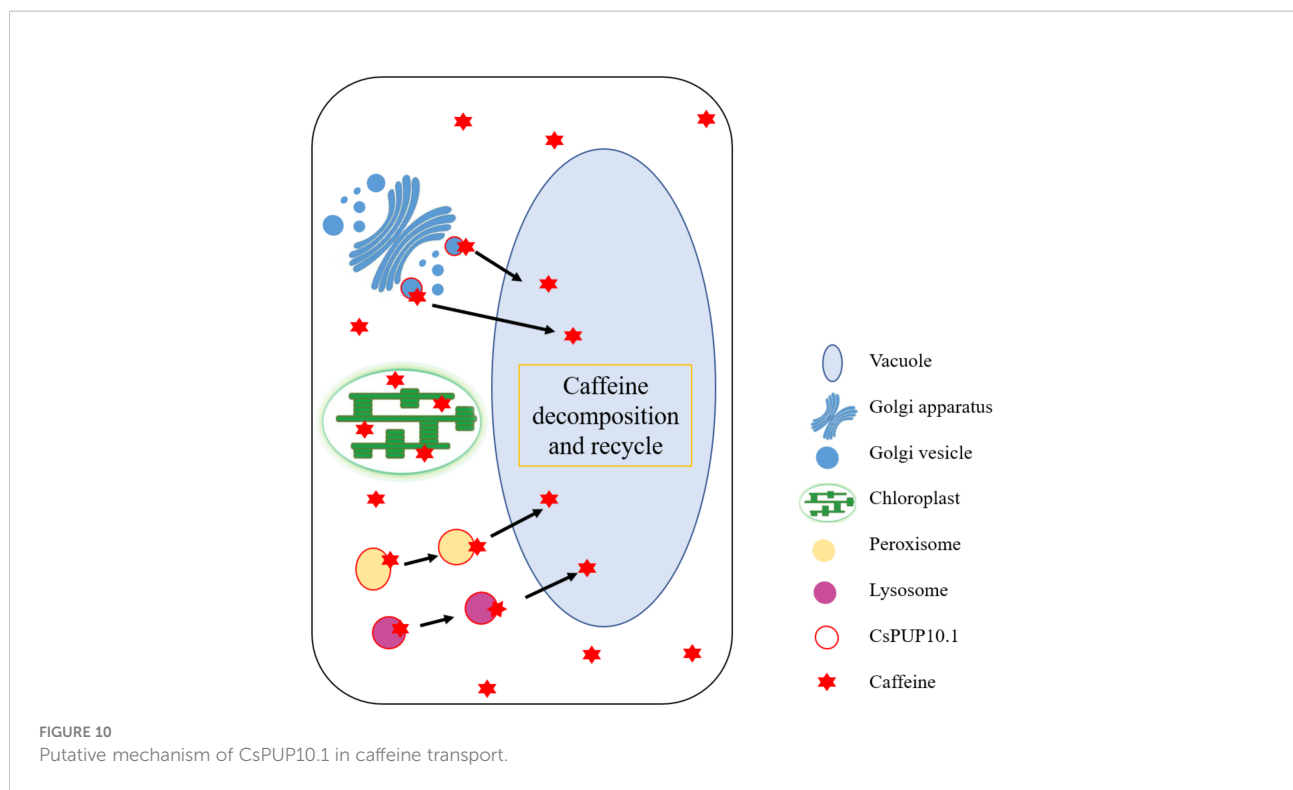 Caffeine
decomposition
and recycle
Vacuole
Golgi apparatus
Golgi vesicle
Chloroplast
Peroxisome
Lysosome
CsPUP10.1
Caffeine
FIGURE 10
Putative mechanism of CsPUP10.1 in caffeine transport.